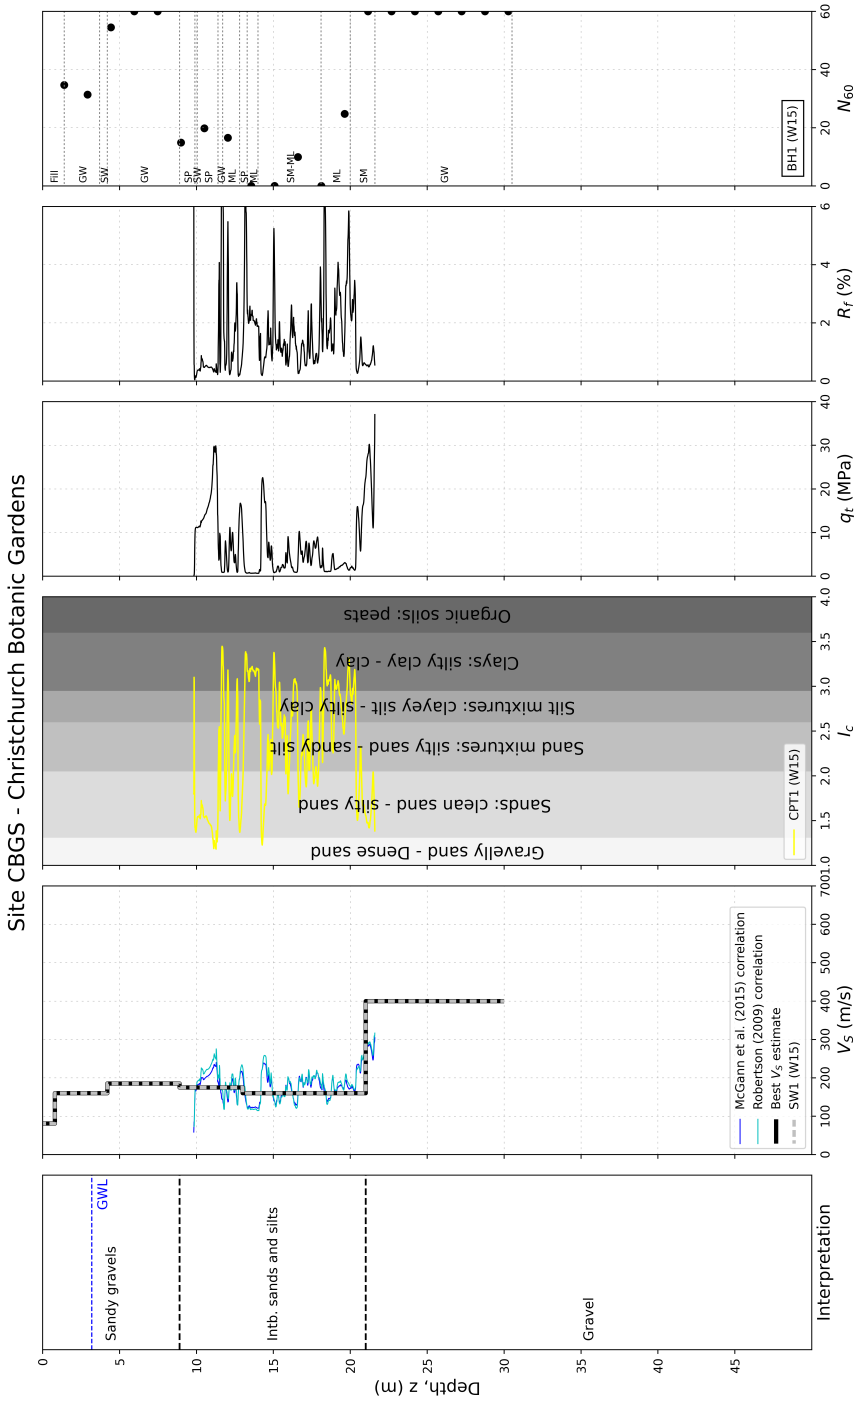 Site CBGS - Christchurch Botanic Gardens
Depth, z (m)
0
5
10
15
20
25
30
35
40
45
GWL
Sandy gravels
Intb. sands and silts
Gravel
Interpretation
McGann et al. (2015) correlation
Robertson (2009) correlation
Best V_S estimate
SW1 (W15)
0 100 200 300 400 500 600 700
V_S (m/s)
Gravelly sand - Dense sand
Sands: clean sand - silty sand
Sand mixtures: silty sand - sandy silt
Silt mixtures: clayey silt - silty clay
Clays: silty clay - clay
Organic soils: peats
CPT1 (W15)
1.0 1.5 2.0 2.5 3.0 3.5 4.0
I_c
0 10 20 30 40
q_t (MPa)
0 2 4 6
R_f (%)
Fill
GW
SW
GW
SP
SW
SP
GW
ML
SP
ML
SM-ML
ML
SM
GW
BH1 (W15)
0 20 40 60
N_60